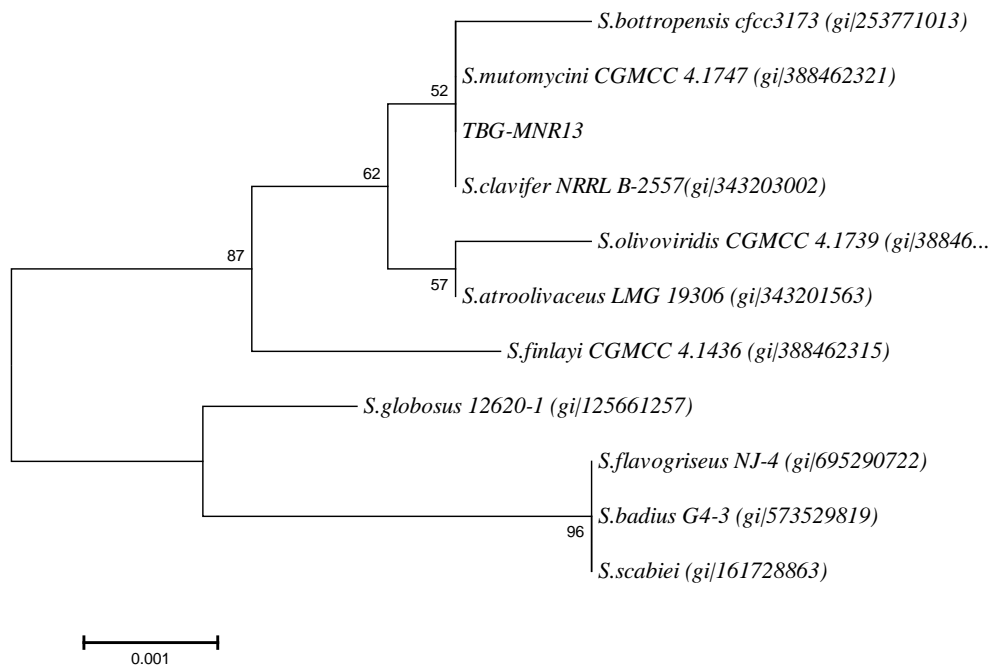 S.bottropensis cfcc3173 (gi|253771013)
S.mutomycini CGMCC 4.1747 (gi|388462321)
52
TBG-MNR13
62
S.clavifer NRRL B-2557(gi|343203002)
S.olivoviridis CGMCC 4.1739 (gi|38846...
87
57
S.atroolivaceus LMG 19306 (gi|343201563)
S.finlayi CGMCC 4.1436 (gi|388462315)
S.globosus 12620-1 (gi|125661257)
S.flavogriseus NJ-4 (gi|695290722)
S.badius G4-3 (gi|573529819)
96
S.scabiei (gi|161728863)
0.001